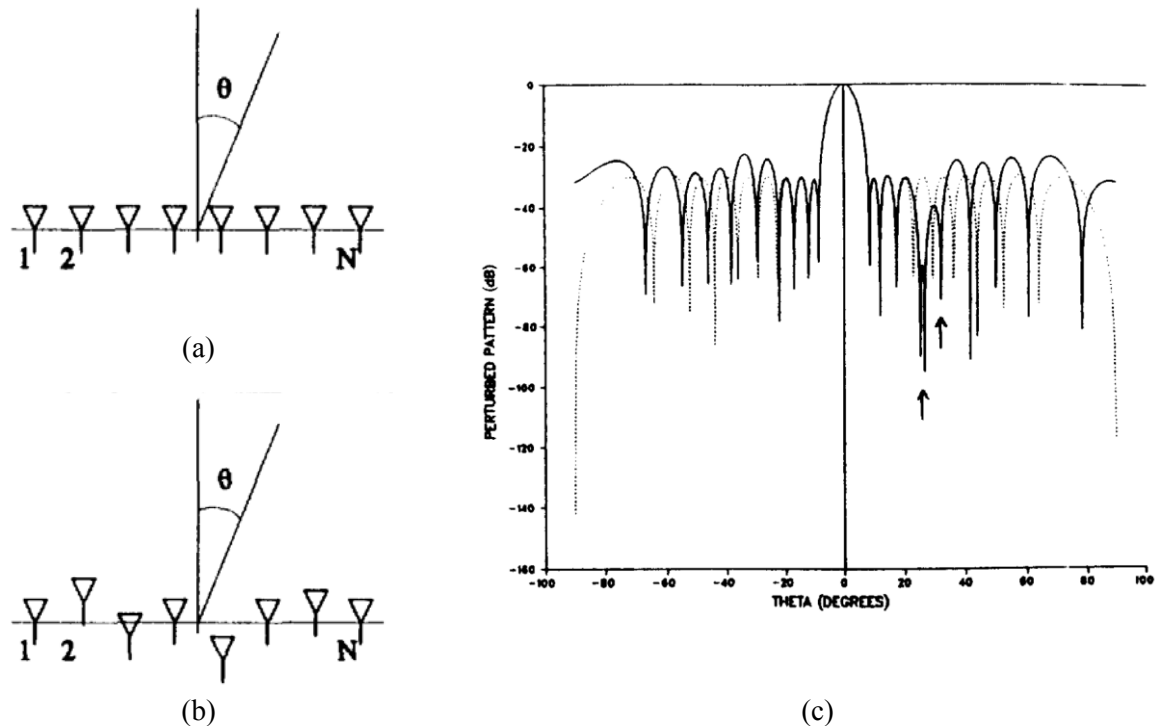 θ
1 2 N
(a)
θ
1 2 N
(b)
PERTURBED PATTERN (dB)
0
-20
-40
-60
-80
-100
-120
-140
-160
-100 -80 -60 -40 -20 0 20 40 60 80 100
THETA (DEGREES)
(c)